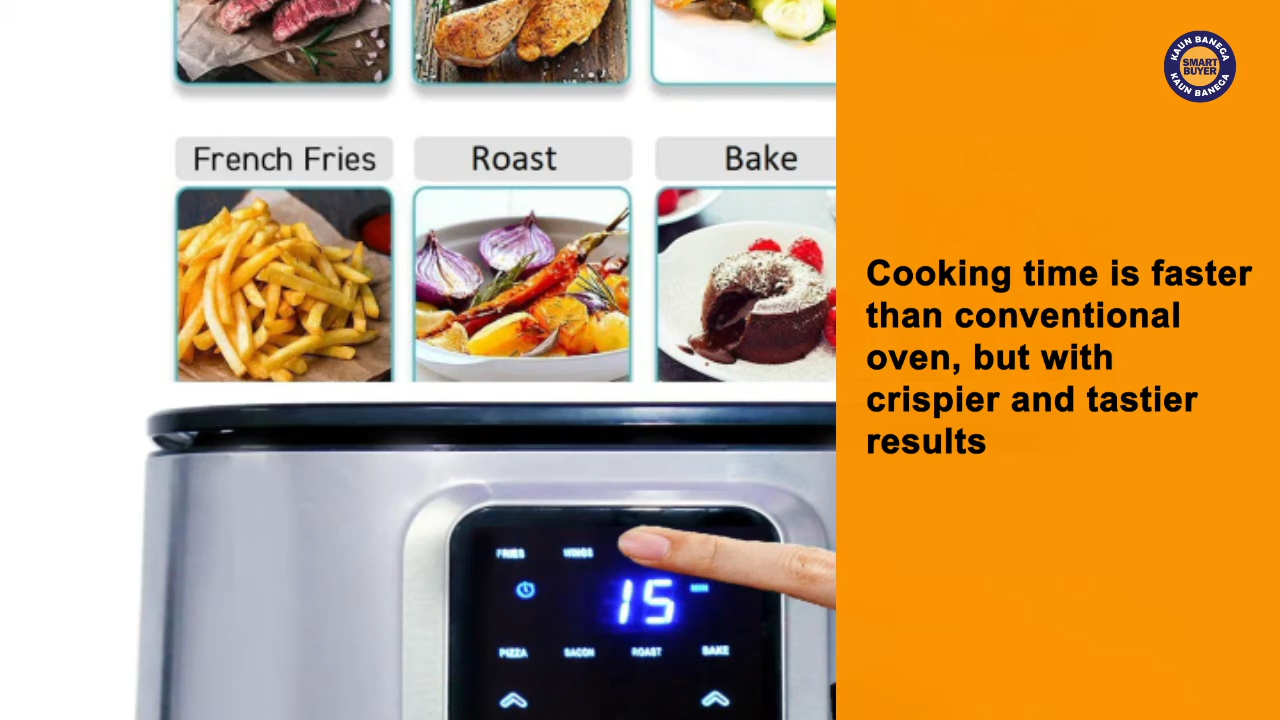 KAUN BANEGA
SMART
BUYER
KAUN BANEGA
French Fries
Roast
Bake
Cooking time is faster
than conventional
oven, but with
crispier and tastier
results
FRIES
WINGS
15
MIN
PIZZA
BACON
ROAST
BAKE